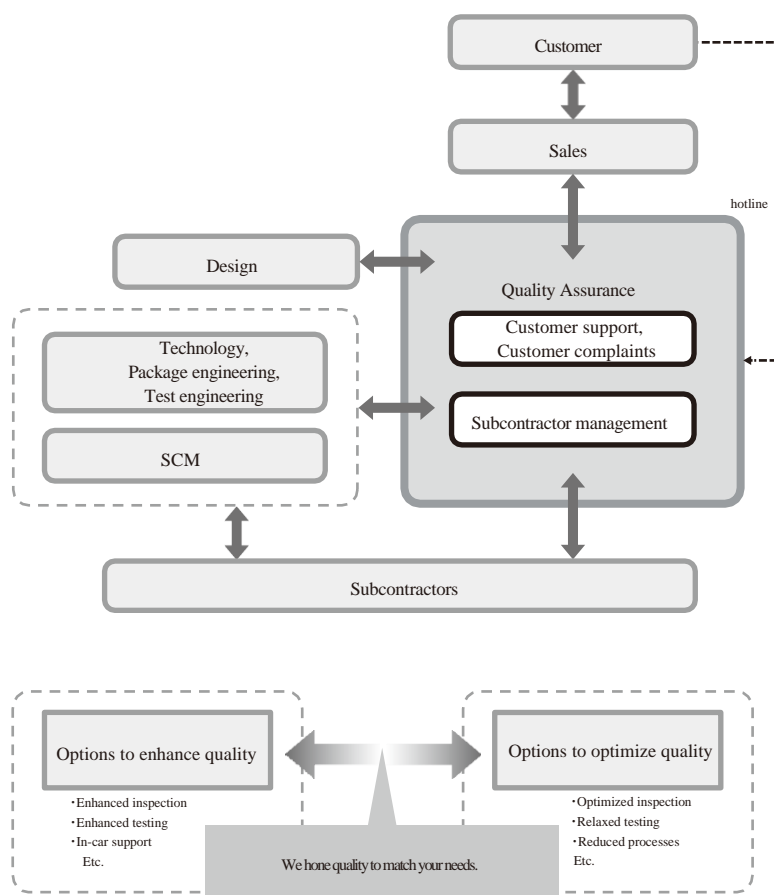 Customer
Sales
hotline
Design
Quality Assurance
Customer support,
Customer complaints
Technology,
Package engineering,
Test engineering
Subcontractor management
SCM
Subcontractors
Options to enhance quality
Options to optimize quality
・Enhanced inspection
・Enhanced testing
・In-car support
Etc.
・Optimized inspection
・Relaxed testing
・Reduced processes
Etc.
We hone quality to match your needs.